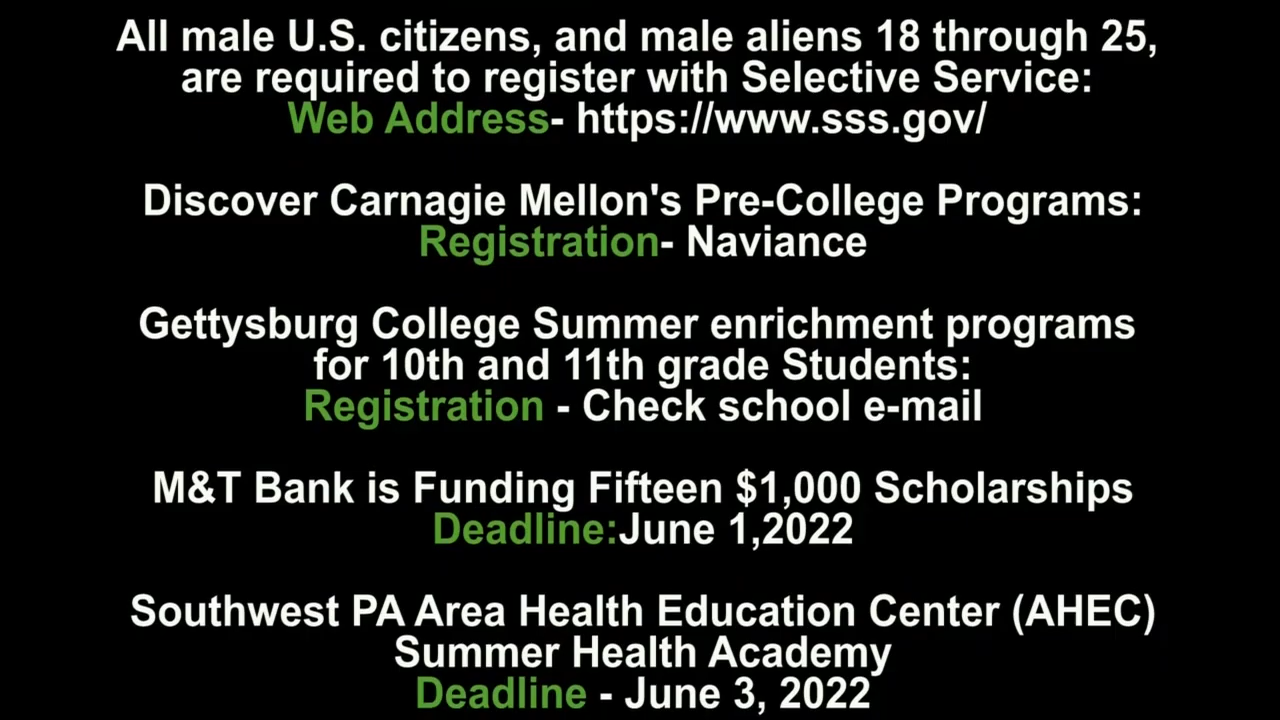 All male U.S. citizens, and male aliens 18 through 25,
are required to register with Selective Service:
Web Address- https://www.sss.gov/
Discover Carnagie Mellon's Pre-College Programs:
Registration- Naviance
Gettysburg College Summer enrichment programs
for 10th and 11th grade Students:
Registration - Check school e-mail
M&T Bank is Funding Fifteen $1,000 Scholarships
Deadline:June 1,2022
Southwest PA Area Health Education Center (AHEC)
Summer Health Academy
Deadline - June 3, 2022